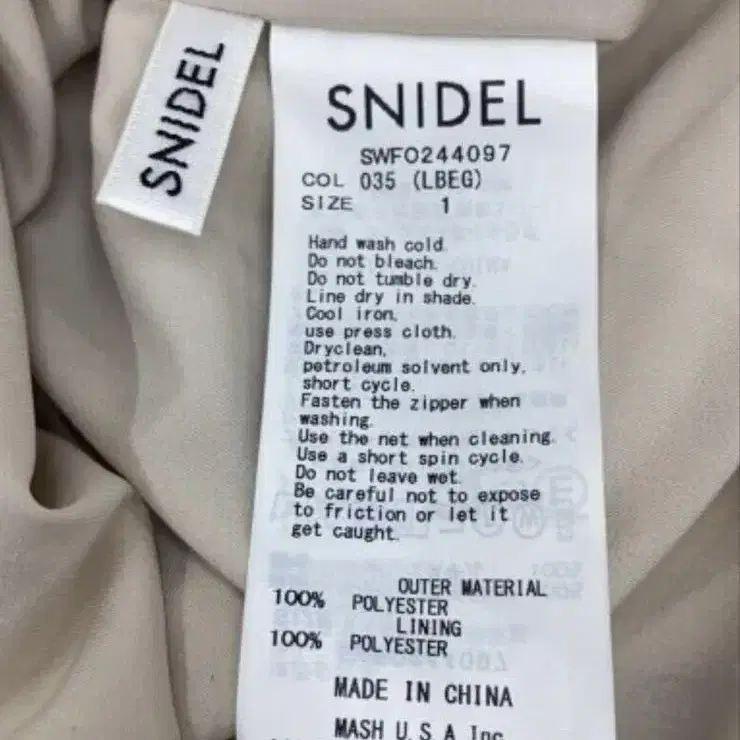 SNIDEL
SNIDEL
SWFO244097
COL 035 (LBEG)
SIZE 1
Hand wash cold.
Do not bleach.
Do not tumble dry.
Line dry in shade.
Cool iron,
use press cloth.
Dryclean,
petroleum solvent only,
short cycle.
Fasten the zipper when
washing.
Use the net when cleaning.
Use a short spin cycle.
Do not leave wet.
Be careful not to expose
to friction or let it
get caught.
OUTER MATERIAL
100% POLYESTER
LINING
100% POLYESTER
MADE IN CHINA
MASH U.S.A Inc.